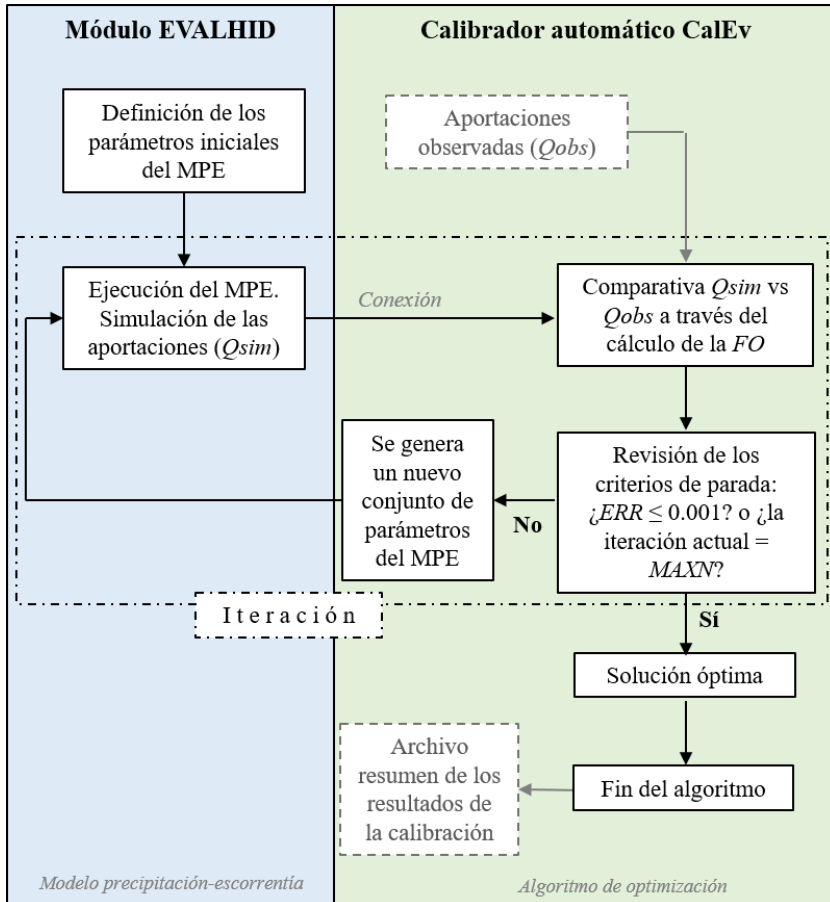 Módulo EVALHID
Calibrador automático CalEv
Definición de los
parámetros iniciales
del MPE
Aportaciones
observadas (Qobs)
Ejecución del MPE.
Simulación de las
aportaciones (Qsim)
Conexión
Comparativa Qsim vs
Qobs a través del
cálculo de la FO
Se genera
un nuevo
conjunto de
parámetros
del MPE
No
Revisión de los
criterios de parada:
¿ERR ≤ 0.001? o ¿la
iteración actual =
MAXN?
Iteración
Sí
Solución óptima
Archivo
resumen de los
resultados de
la calibración
Fin del algoritmo
Modelo precipitación-escorrentía
Algoritmo de optimización